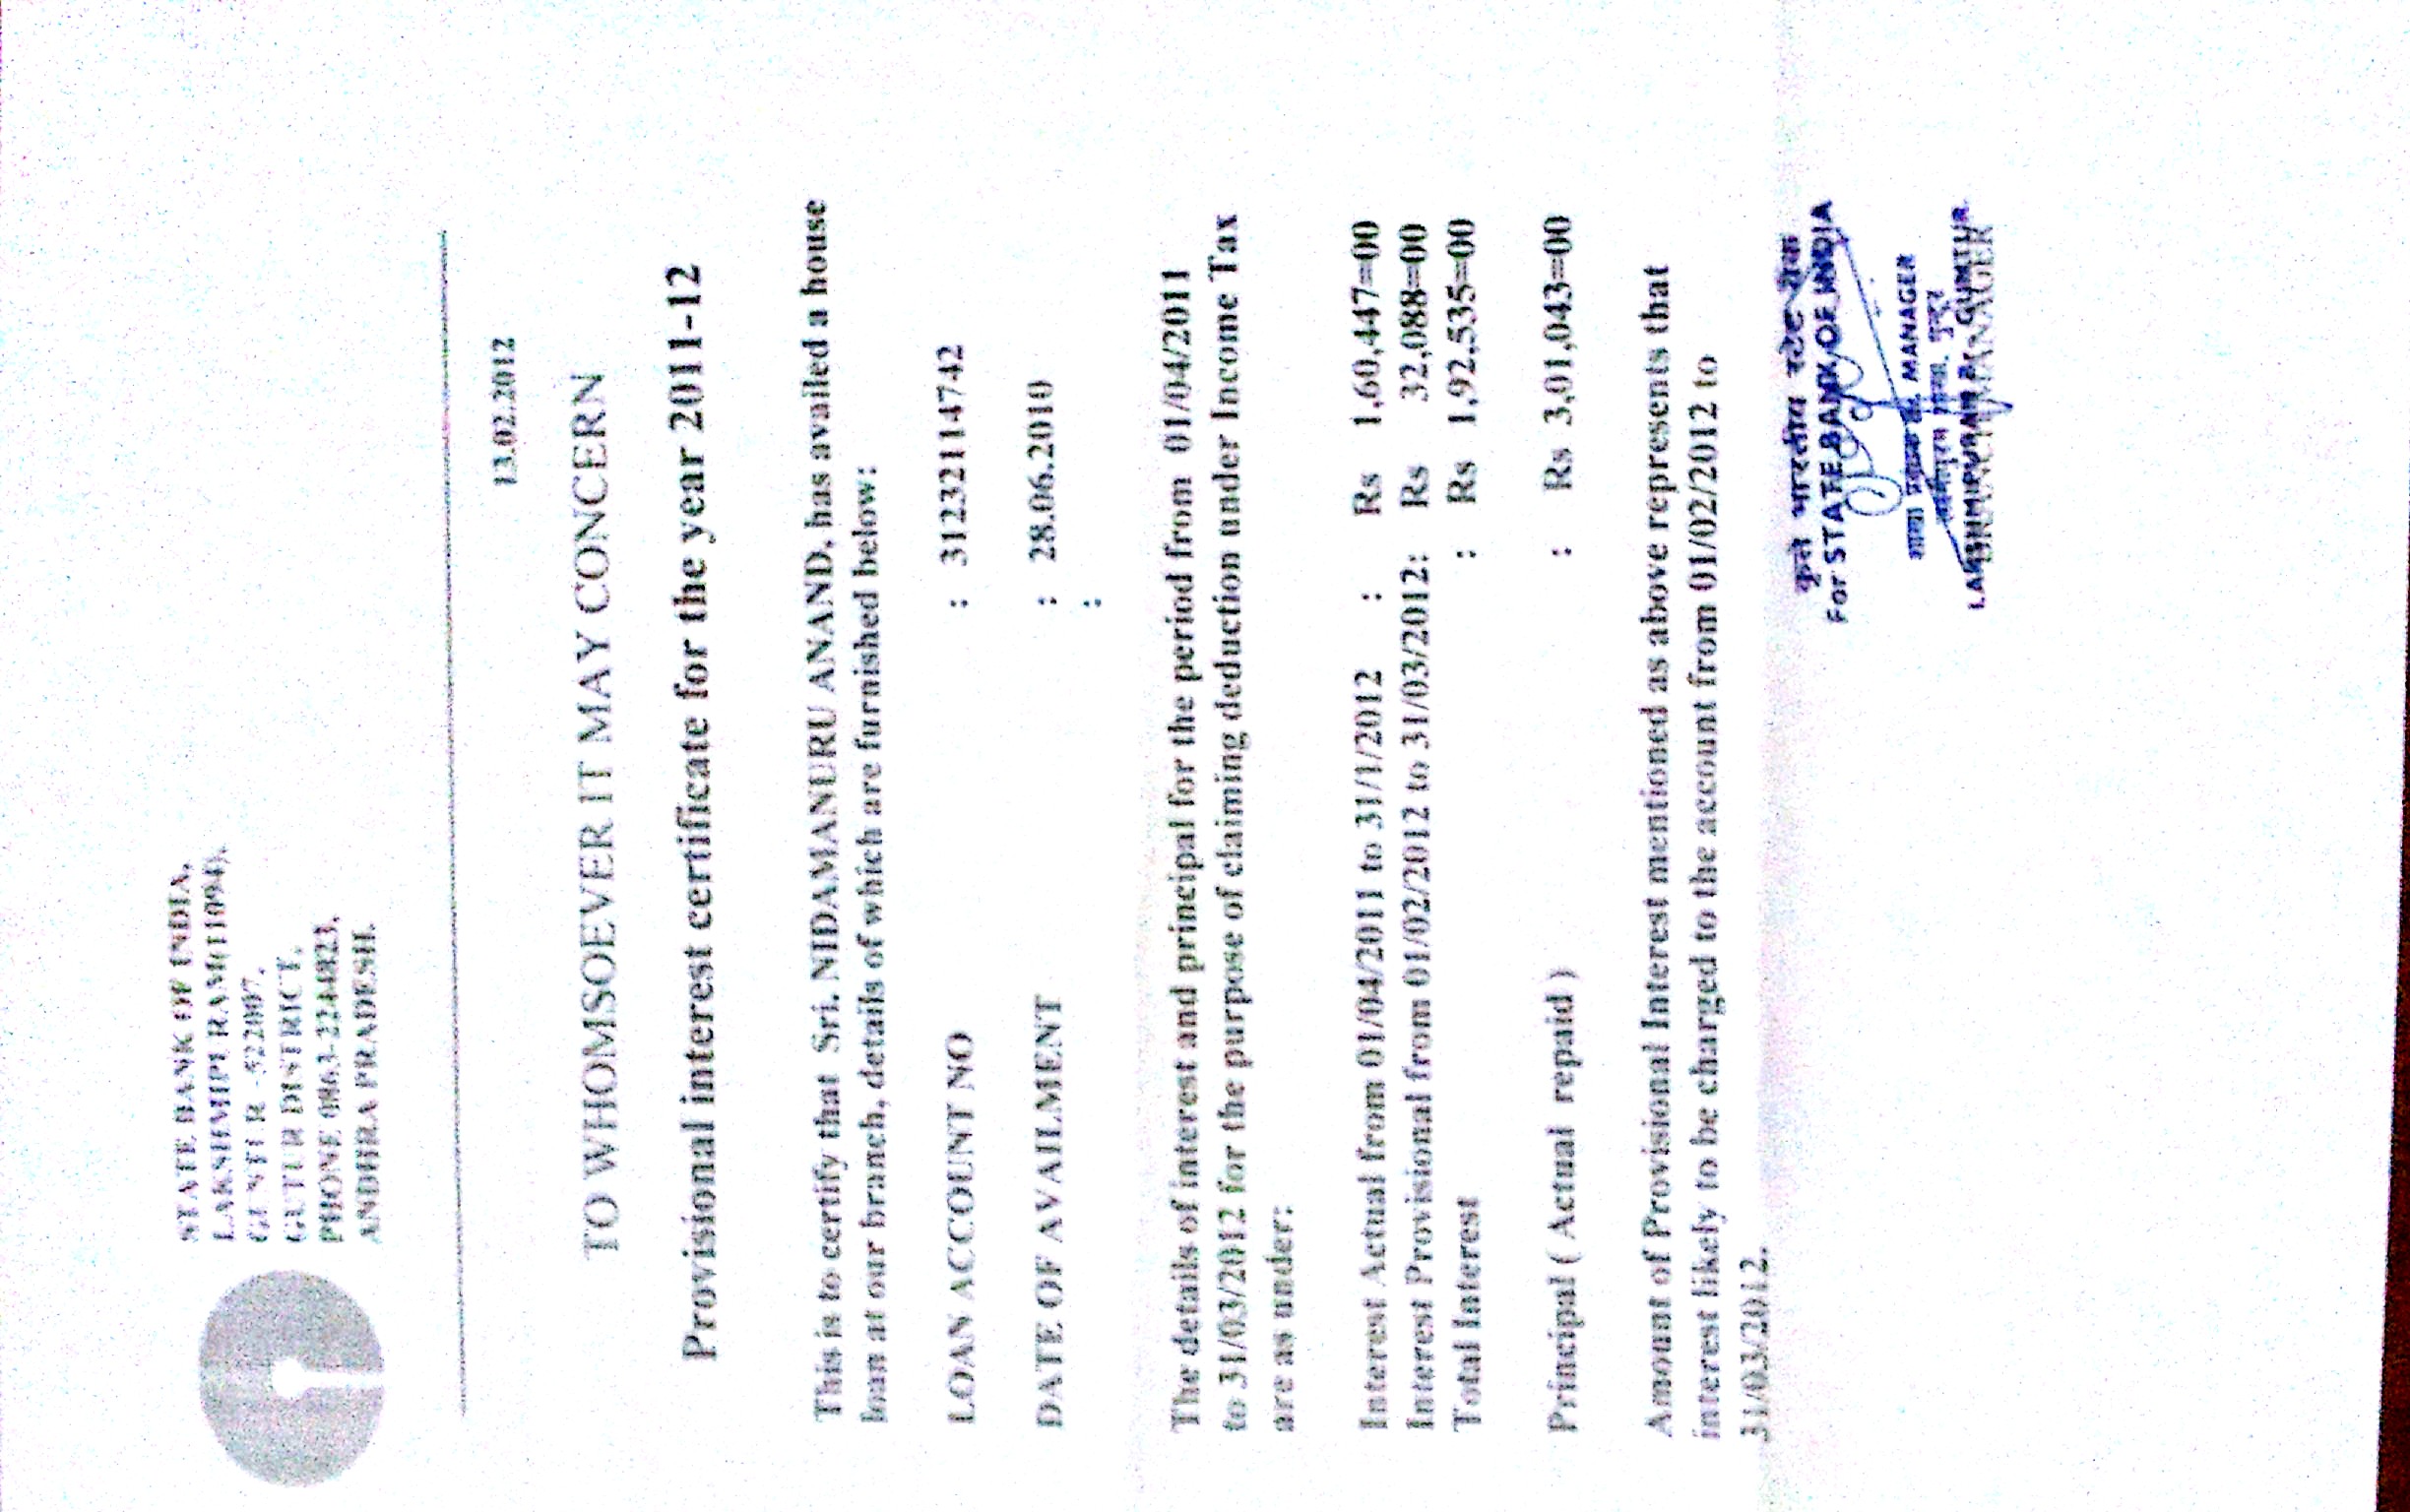 STATE BANK OF INDIA,
LAKSHMIPURAM(11094),
GUNTUR -522007,
GUTUR DISTRICT,
PHONE 0863-2244823,
ANDHRA PRADESH.
13.02.2012
TO WHOMSOEVER IT MAY CONCERN
Provisional interest certificate for the year 2011-12
This is to certify that Sri. NIDAMANURU ANAND, has availed a house
loan at our branch, details of which are furnished below:
LOAN ACCOUNT NO : 31232114742
DATE OF AVAILMENT : 28.06.2010
:
The details of interest and principal for the period from 01/04/2011
to 31/03/2012 for the purpose of claiming deduction under Income Tax
are as under:
Interest Actual from 01/04/2011 to 31/1/2012 : Rs 1,60,447=00
Interest Provisional from 01/02/2012 to 31/03/2012: Rs 32,088=00
Total Interest : Rs 1,92,535=00
Principal ( Actual repaid ) : Rs 3,01,043=00
Amount of Provisional Interest mentioned as above represents that
interest likely to be charged to the account from 01/02/2012 to
31/03/2012.
कृते भारतीय स्टेट बैंक
For STATE BANK OF INDIA
शाखा MANAGER
शाखा, गुन्टूर
LAKSHMIPURAM Br., GUNTUR
BRANCH MANAGER